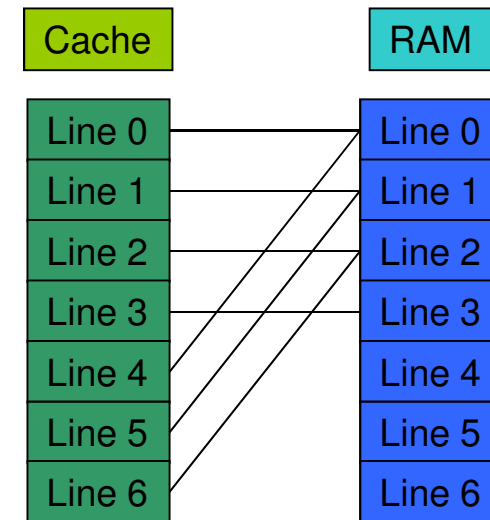 Cache RAM
Line 0 Line 0
Line 1 Line 1
Line 2 Line 2
Line 3 Line 3
Line 4 Line 4
Line 5 Line 5
Line 6 Line 6